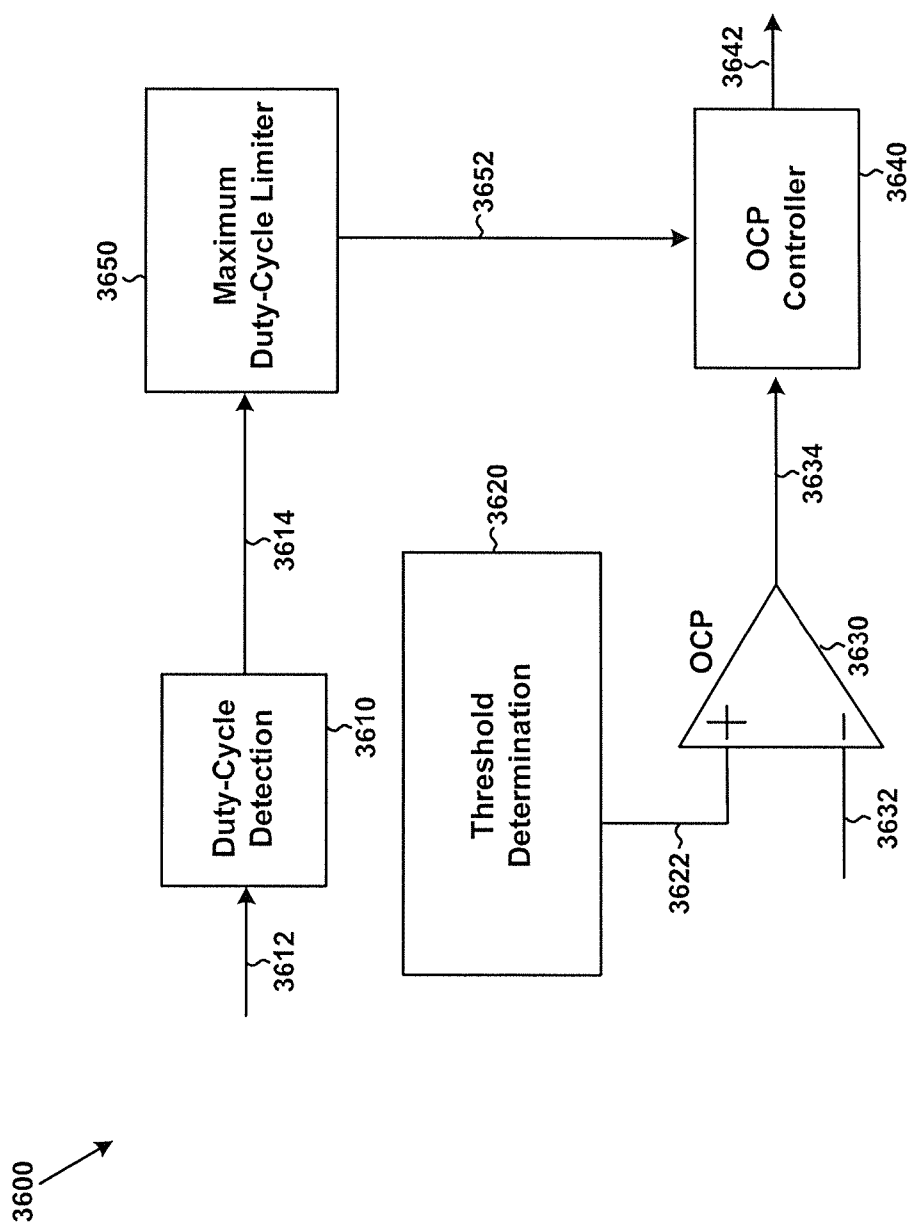 3600
3612
Duty-Cycle
Detection
3610
3614
3650
Maximum
Duty-Cycle Limiter
3652
Threshold
Determination
3620
3622
3632
+
−
OCP
3630
3634
OCP
Controller
3640
3642